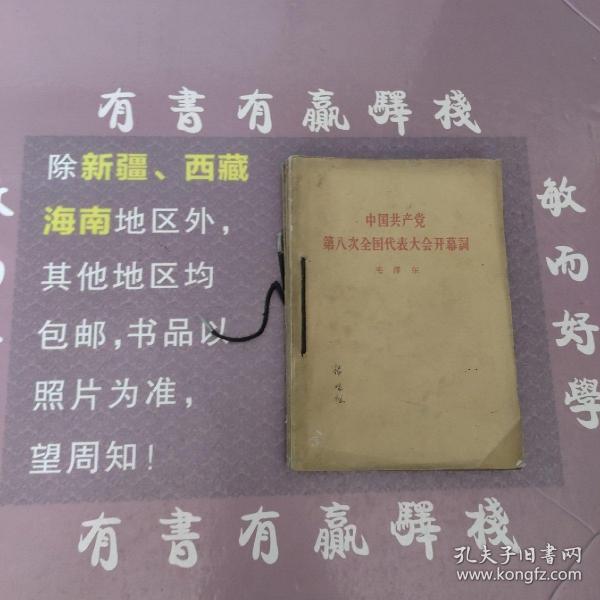 有書有贏驛棧
除新疆、西藏
海南地区外，
其他地区均
包邮，书品以
照片为准，
望周知！
中国共产党
第八次全国代表大会开幕詞
毛澤东
敏而好學
有書有贏驛棧
孔夫子旧书网
www.kongfz.com